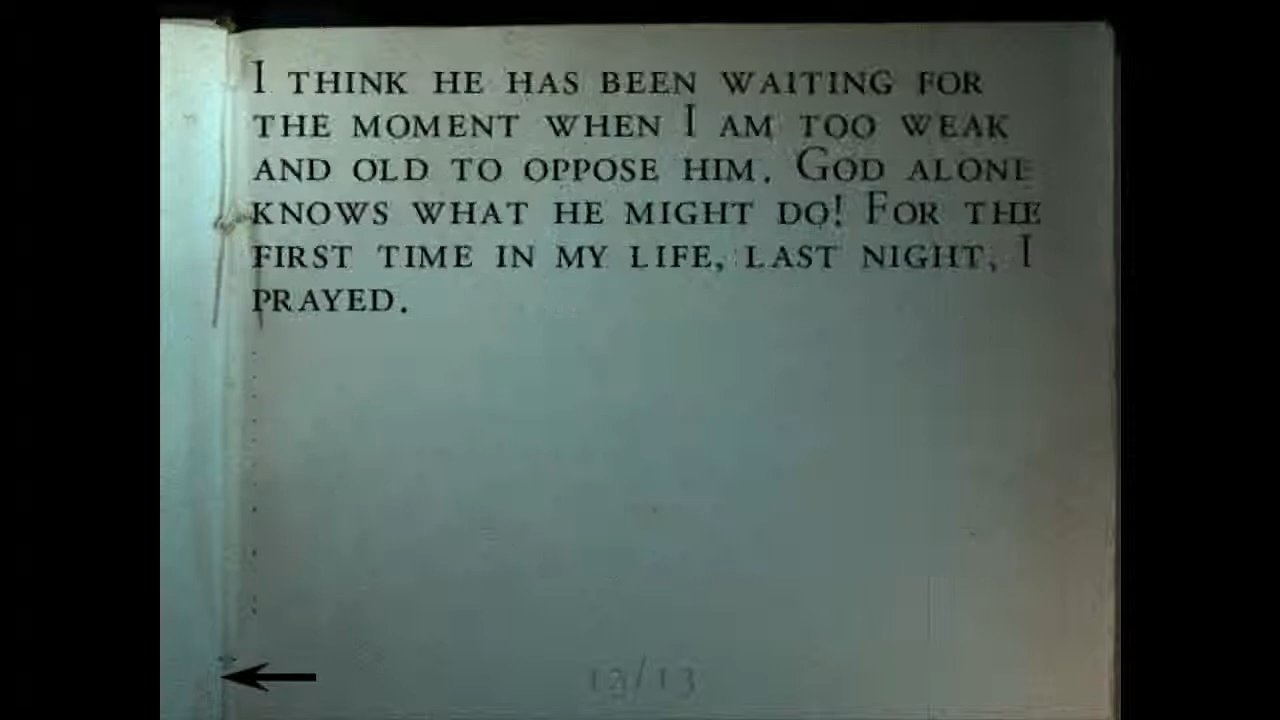 I THINK HE HAS BEEN WAITING FOR
THE MOMENT WHEN I AM TOO WEAK
AND OLD TO OPPOSE HIM. GOD ALONE
KNOWS WHAT HE MIGHT DO! FOR THE
FIRST TIME IN MY LIFE, LAST NIGHT, I
PRAYED.
13/13